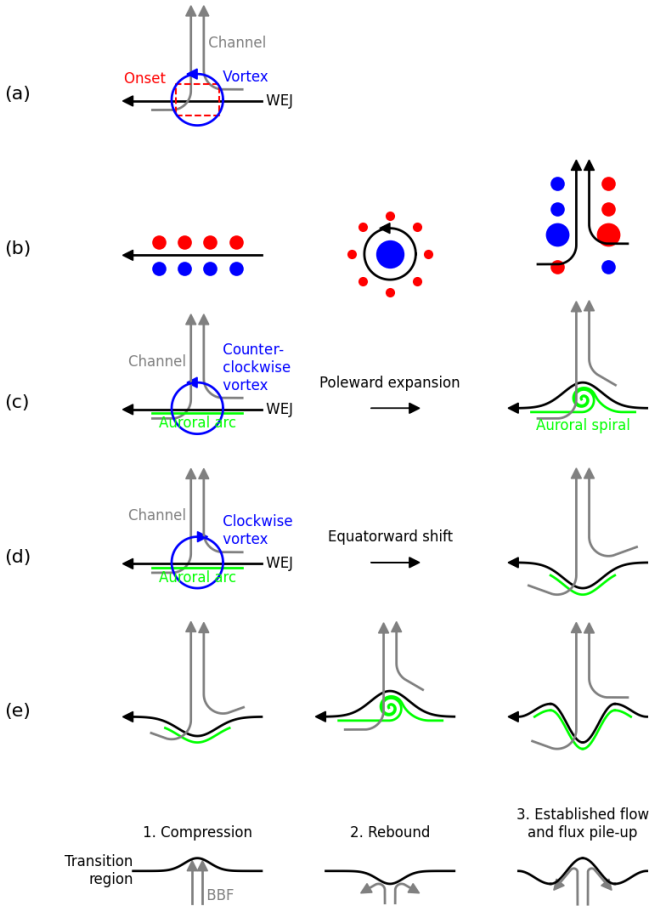 (a)
Channel
Onset
Vortex
WEJ
(b)
(c)
Channel
Counter-
clockwise
vortex
WEJ
Auroral arc
Poleward expansion
Auroral spiral
(d)
Channel
Clockwise
vortex
WEJ
Auroral arc
Equatorward shift
(e)
1. Compression
2. Rebound
3. Established flow
and flux pile-up
Transition
region
BBF